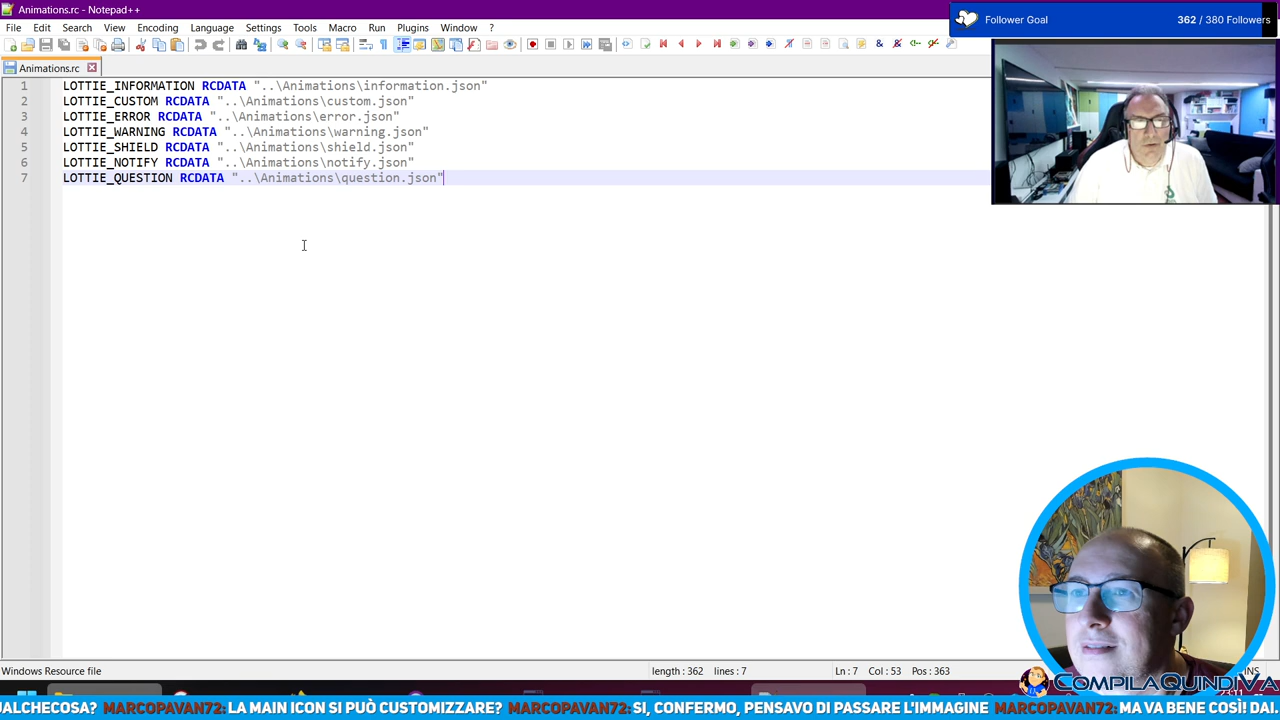 Animations.rc - Notepad++
Follower Goal
362 / 380 Followers
File Edit Search View Encoding Language Settings Tools Macro Run Plugins Window ?
Animations.rc
1 LOTTIE_INFORMATION RCDATA "..\Animations\information.json"
2 LOTTIE_CUSTOM RCDATA "..\Animations\custom.json"
3 LOTTIE_ERROR RCDATA "..\Animations\error.json"
4 LOTTIE_WARNING RCDATA "..\Animations\warning.json"
5 LOTTIE_SHIELD RCDATA "..\Animations\shield.json"
6 LOTTIE_NOTIFY RCDATA "..\Animations\notify.json"
7 LOTTIE_QUESTION RCDATA "..\Animations\question.json"
Windows Resource file length : 362 lines : 7 Ln : 7 Col : 53 Pos : 363
COMPILAQUINDIVA
UALCHECOSA? MARCOPAVAN72: LA MAIN ICON SI PUÒ CUSTOMIZZARE? MARCOPAVAN72: SI, CONFERMO, PENSAVO DI PASSARE L'IMMAGINE MARCOPAVAN72: MA VA BENE COSÌ! DAI.